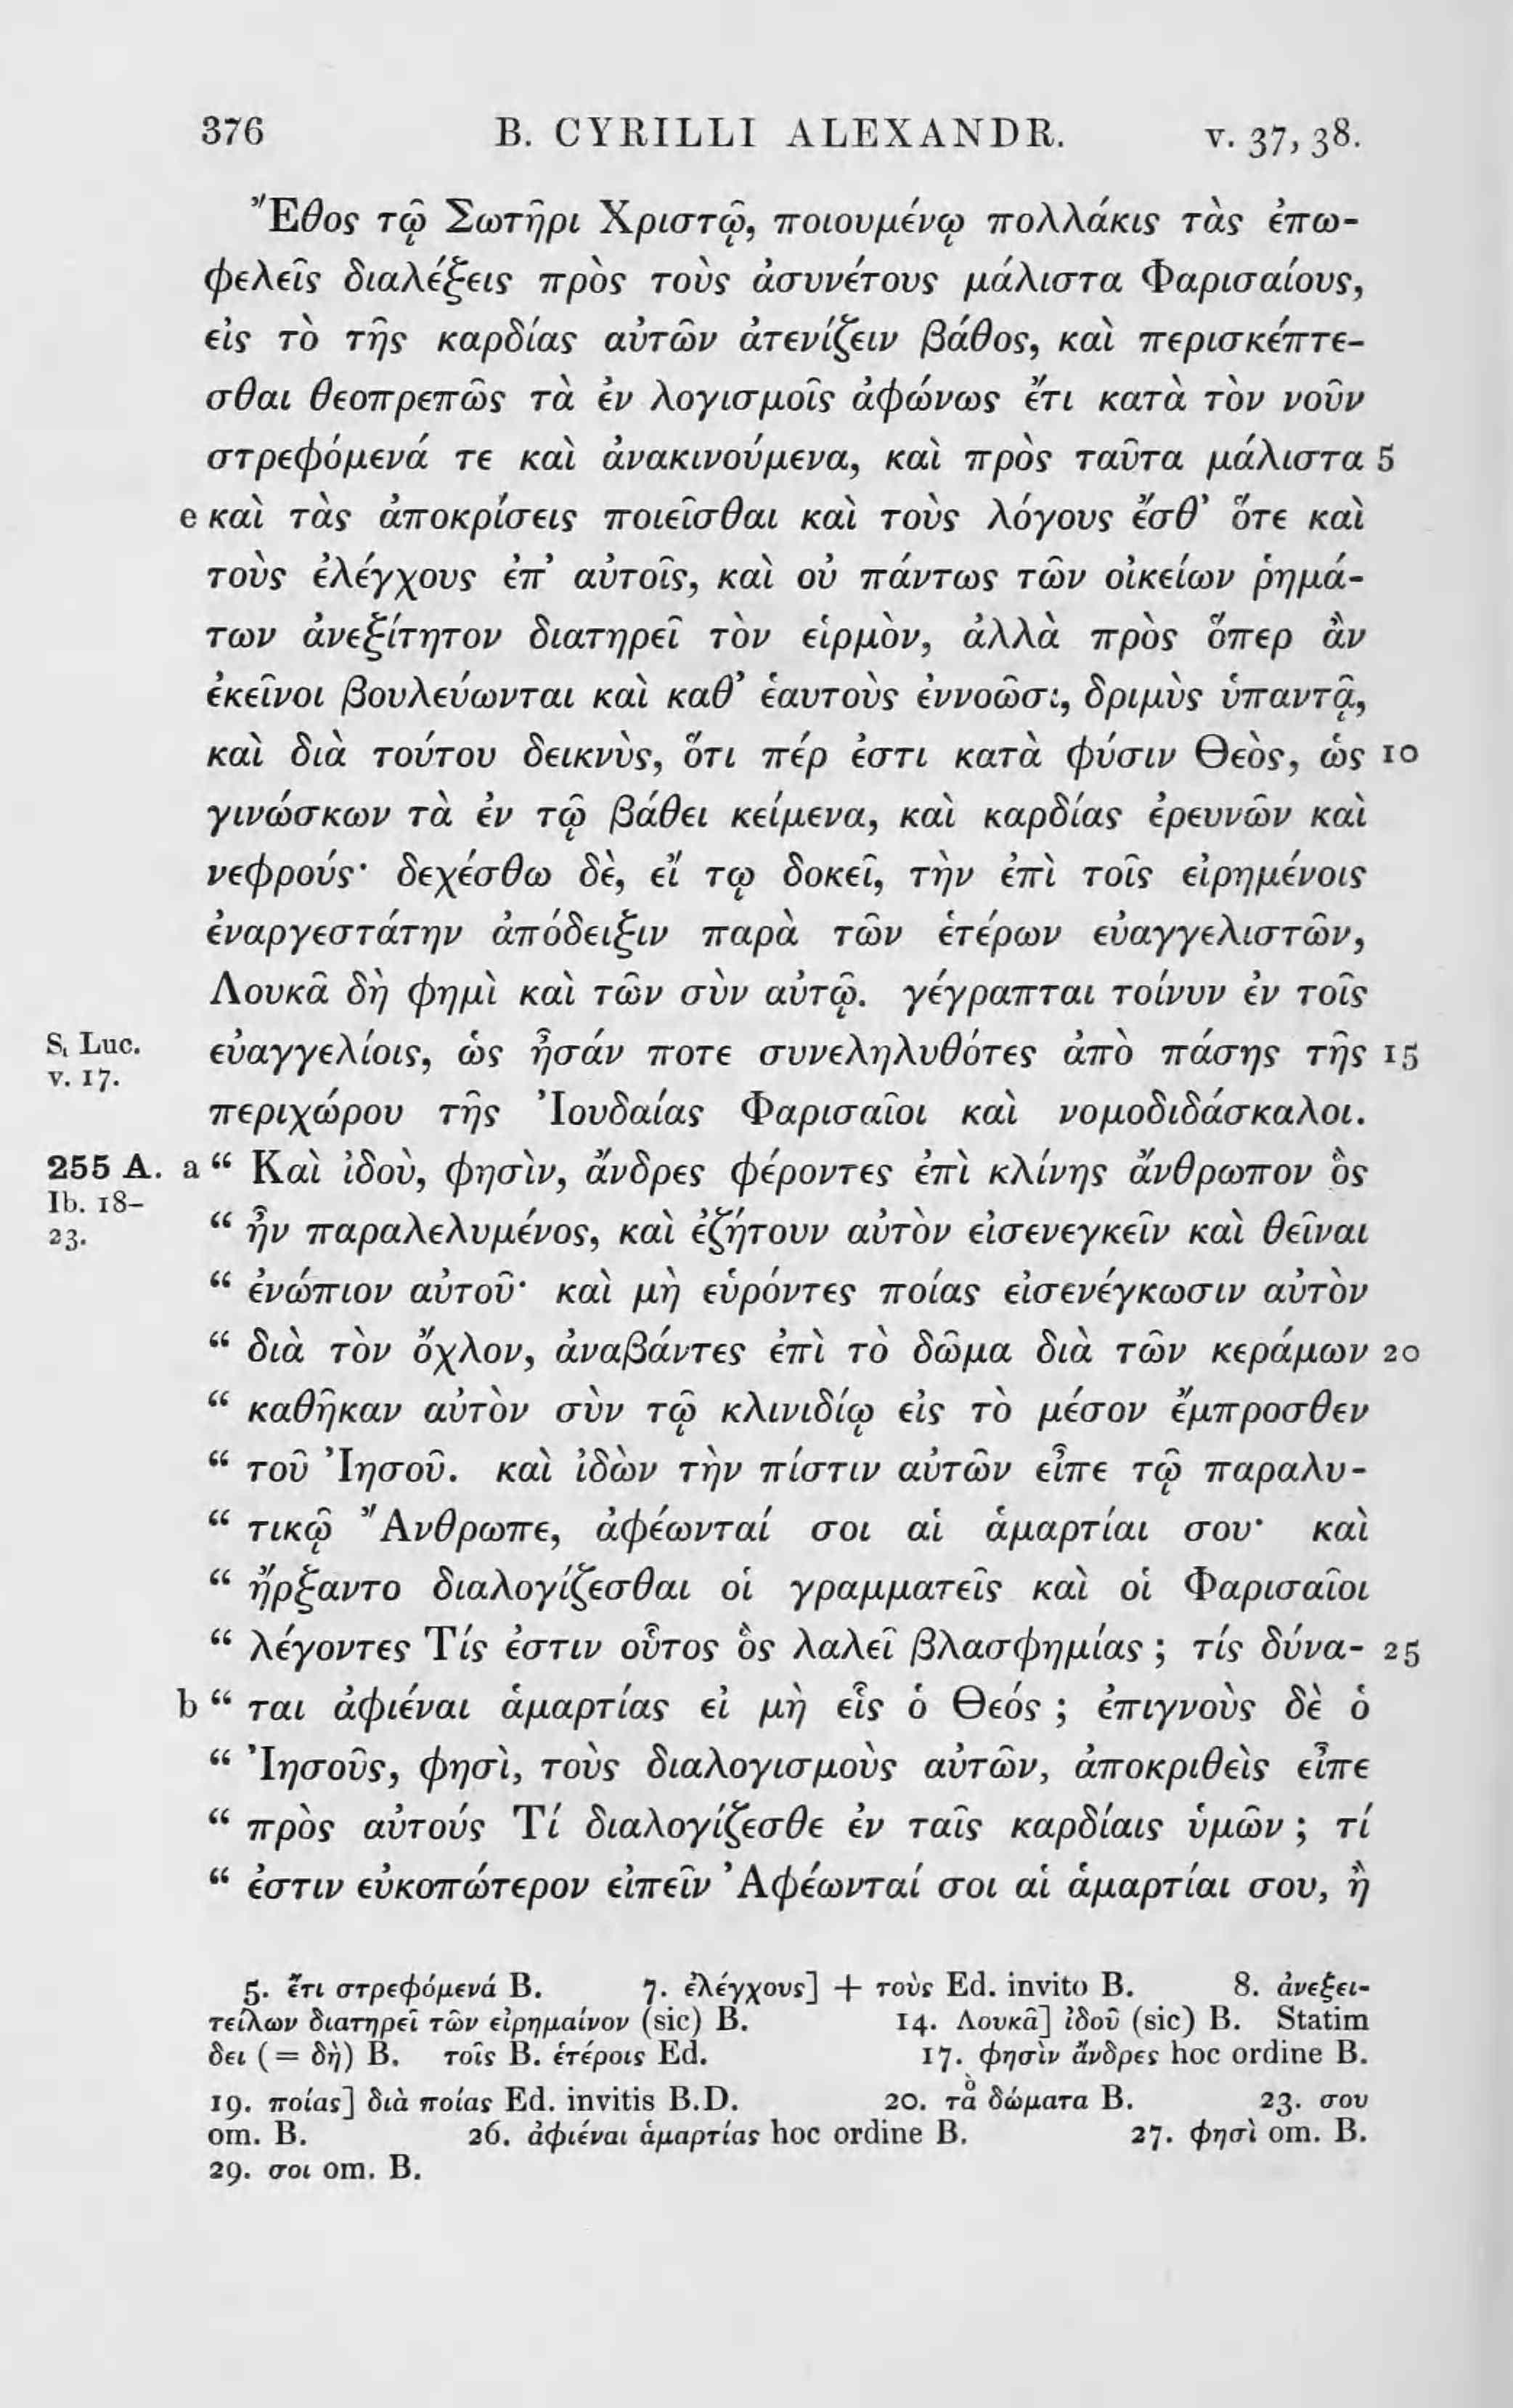 376 B. CYRILLI ALEXANDR. v. 37, 38.
Ἔθος τῷ Σωτῆρι Χριστῷ, ποιουμένῳ πολλάκις τὰς ἐπω-
φελεῖς διαλέξεις πρὸς τοὺς ἀσυνέτους μάλιστα Φαρισαίους,
εἰς τὸ τῆς καρδίας αὐτῶν ἀτενίζειν βάθος, καὶ περισκέπτε-
σθαι θεοπρεπῶς τὰ ἐν λογισμοῖς ἀφώνως ἔτι κατὰ τὸν νοῦν
στρεφόμενά τε καὶ ἀνακινούμενα, καὶ πρὸς ταῦτα μάλιστα 5
e καὶ τὰς ἀποκρίσεις ποιεῖσθαι καὶ τοὺς λόγους ἔσθ' ὅτε καὶ
τοὺς ἐλέγχους ἐπ' αὐτοῖς, καὶ οὐ πάντως τῶν οἰκείων ῥημά-
των ἀνεξίτητον διατηρεῖ τὸν εἱρμὸν, ἀλλὰ πρὸς ὅπερ ἂν
ἐκεῖνοι βουλεύωνται καὶ καθ' ἑαυτοὺς ἐννοῶσι, δριμὺς ὑπαντᾷ,
καὶ διὰ τούτου δεικνὺς, ὅτι πέρ ἐστι κατὰ φύσιν Θεὸς, ὡς 10
γινώσκων τὰ ἐν τῷ βάθει κείμενα, καὶ καρδίας ἐρευνῶν καὶ
νεφρούς· δεχέσθω δὲ, εἴ τῳ δοκεῖ, τὴν ἐπὶ τοῖς εἰρημένοις
ἐναργεστάτην ἀπόδειξιν παρὰ τῶν ἑτέρων εὐαγγελιστῶν,
Λουκᾶ δὴ φημὶ καὶ τῶν σὺν αὐτῷ. γέγραπται τοίνυν ἐν τοῖς
S. Luc. εὐαγγελίοις, ὡς ἦσάν ποτε συνεληλυθότες ἀπὸ πάσης τῆς 15
v. 17.
περιχώρου τῆς Ἰουδαίας Φαρισαῖοι καὶ νομοδιδάσκαλοι.
255 A. a “ Καὶ ἰδοὺ, φησὶν, ἄνδρες φέροντες ἐπὶ κλίνης ἄνθρωπον ὃς
Ib. 18-
23. “ ἦν παραλελυμένος, καὶ ἐζήτουν αὐτὸν εἰσενεγκεῖν καὶ θεῖναι
“ ἐνώπιον αὐτοῦ· καὶ μὴ εὑρόντες ποίας εἰσενέγκωσιν αὐτὸν
“ διὰ τὸν ὄχλον, ἀναβάντες ἐπὶ τὸ δῶμα διὰ τῶν κεράμων 20
“ καθῆκαν αὐτὸν σὺν τῷ κλινιδίῳ εἰς τὸ μέσον ἔμπροσθεν
“ τοῦ Ἰησοῦ. καὶ ἰδὼν τὴν πίστιν αὐτῶν εἶπε τῷ παραλυ-
“ τικῷ Ἄνθρωπε, ἀφέωνταί σοι αἱ ἁμαρτίαι σου· καὶ
“ ἤρξαντο διαλογίζεσθαι οἱ γραμματεῖς καὶ οἱ Φαρισαῖοι
“ λέγοντες Τίς ἐστιν οὗτος ὃς λαλεῖ βλασφημίας ; τίς δύνα- 25
b “ ται ἀφιέναι ἁμαρτίας εἰ μὴ εἷς ὁ Θεός ; ἐπιγνοὺς δὲ ὁ
“ Ἰησοῦς, φησὶ, τοὺς διαλογισμοὺς αὐτῶν, ἀποκριθεὶς εἶπε
“ πρὸς αὐτούς Τί διαλογίζεσθε ἐν ταῖς καρδίαις ὑμῶν ; τί
“ ἐστιν εὐκοπώτερον εἰπεῖν Ἀφέωνταί σοι αἱ ἁμαρτίαι σου, ἢ
5. ἔτι στρεφόμενά B. 7. ἐλέγχους] + τοὺς Ed. invito B. 8. ἀνεξει-
τείλων διατηρεῖ τῶν εἰρημαίνον (sic) B. 14. Λουκᾶ] ἰδοῦ (sic) B. Statim
δει (= δὴ) B. τοῖς B. ἑτέροις Ed. 17. φησὶν ἄνδρες hoc ordine B.
19. ποίας] διὰ ποίας Ed. invitis B.D. 20. τὰ̀ͦ δώματα B. 23. σου
om. B. 26. ἀφιέναι ἁμαρτίας hoc ordine B. 27. φησὶ om. B.
29. σοι om. B.